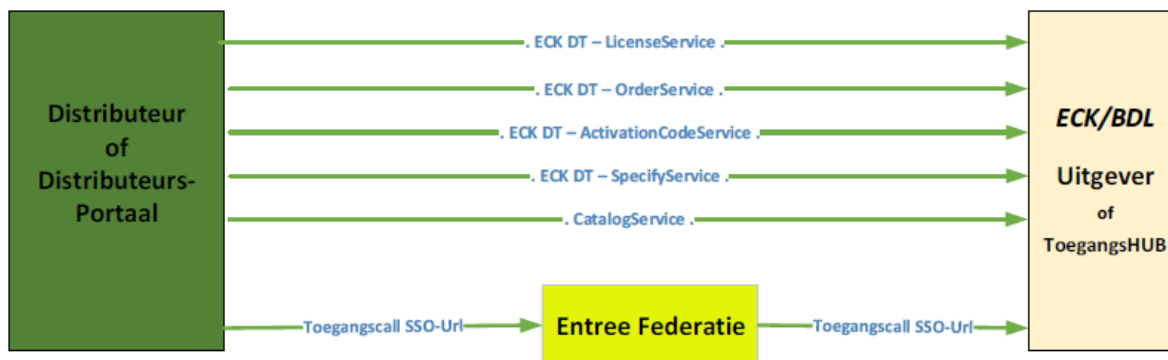 Distributeur
of
Distributeurs-
Portaal
. ECK DT – LicenseService .
. ECK DT – OrderService .
. ECK DT – ActivationCodeService .
. ECK DT – SpecifyService .
. CatalogService .
ECK/BDL
Uitgever
of
ToegangsHUB
Toegangscall SSO-Url
Entree Federatie
Toegangscall SSO-Url